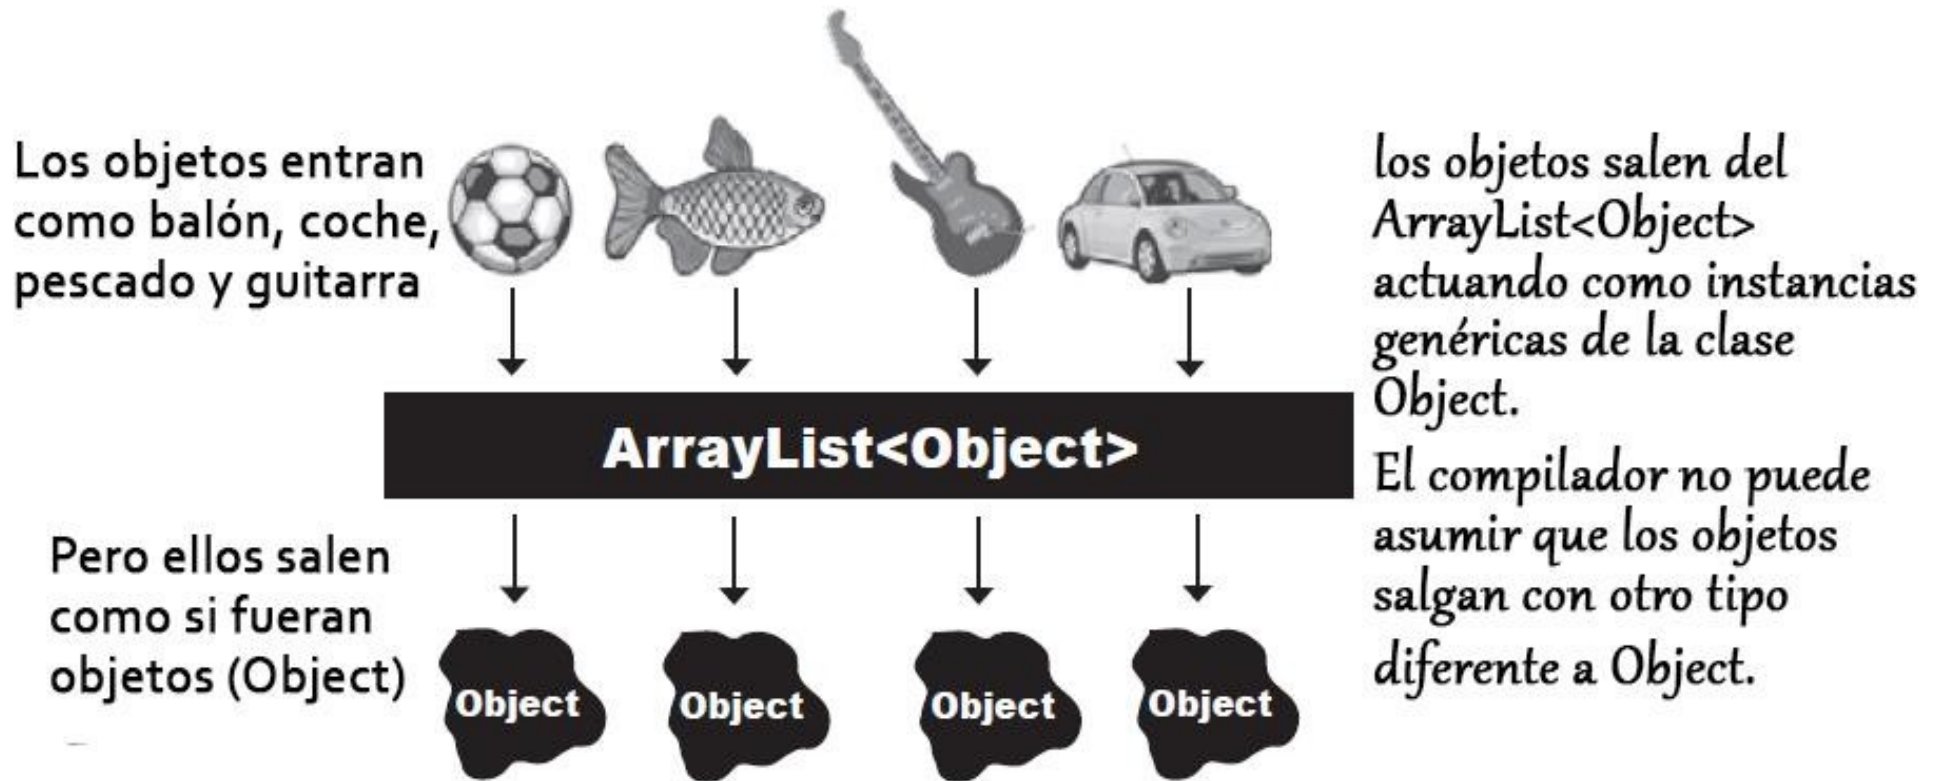 Los objetos entran
como balón, coche,
pescado y guitarra
los objetos salen del
ArrayList<Object>
actuando como instancias
genéricas de la clase
Object.
El compilador no puede
asumir que los objetos
salgan con otro tipo
diferente a Object.
ArrayList<Object>
Pero ellos salen
como si fueran
objetos (Object)
Object
Object
Object
Object